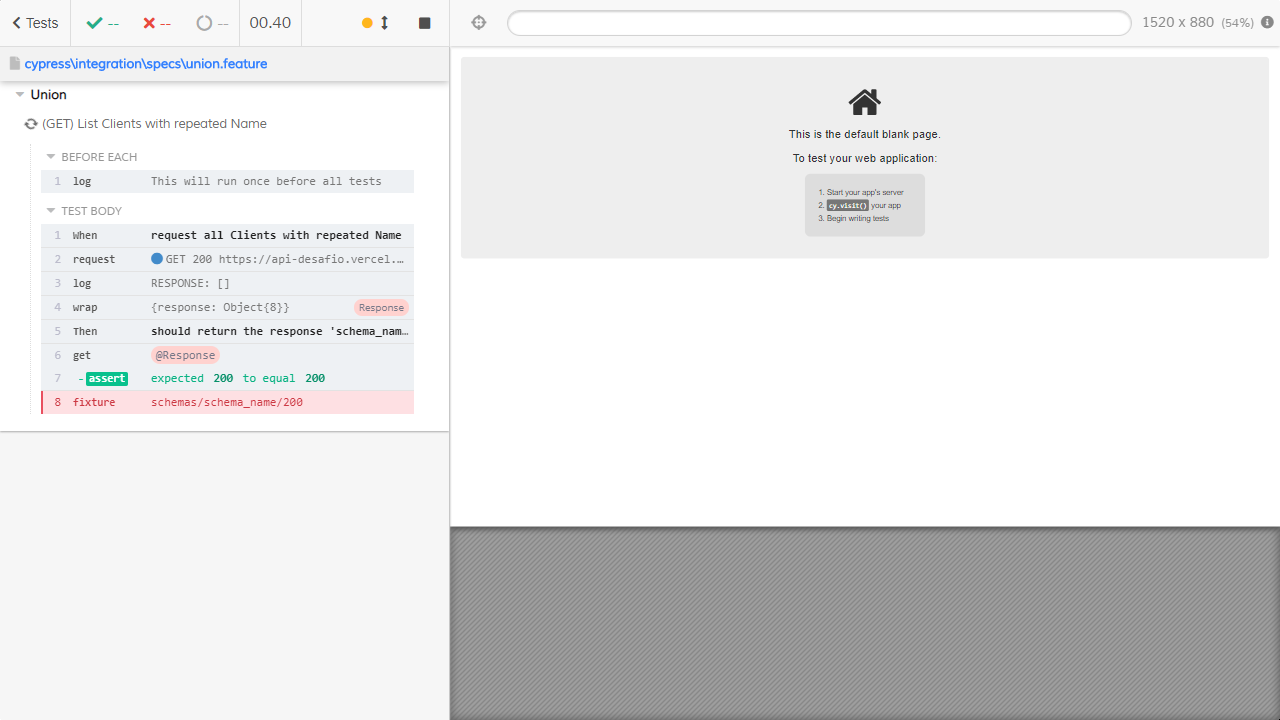 Tests -- -- -- 00.40
1520 x 880 (54%)
cypress\integration\specs\union.feature
Union
(GET) List Clients with repeated Name
BEFORE EACH
1 log This will run once before all tests
TEST BODY
1 When request all Clients with repeated Name
2 request GET 200 https://api-desafio.vercel.…
3 log RESPONSE: []
4 wrap {response: Object{8}} Response
5 Then should return the response 'schema_nam…
6 get @Response
7 -assert expected 200 to equal 200
8 fixture schemas/schema_name/200
This is the default blank page.
To test your web application:
1. Start your app's server
2. cy.visit() your app
3. Begin writing tests